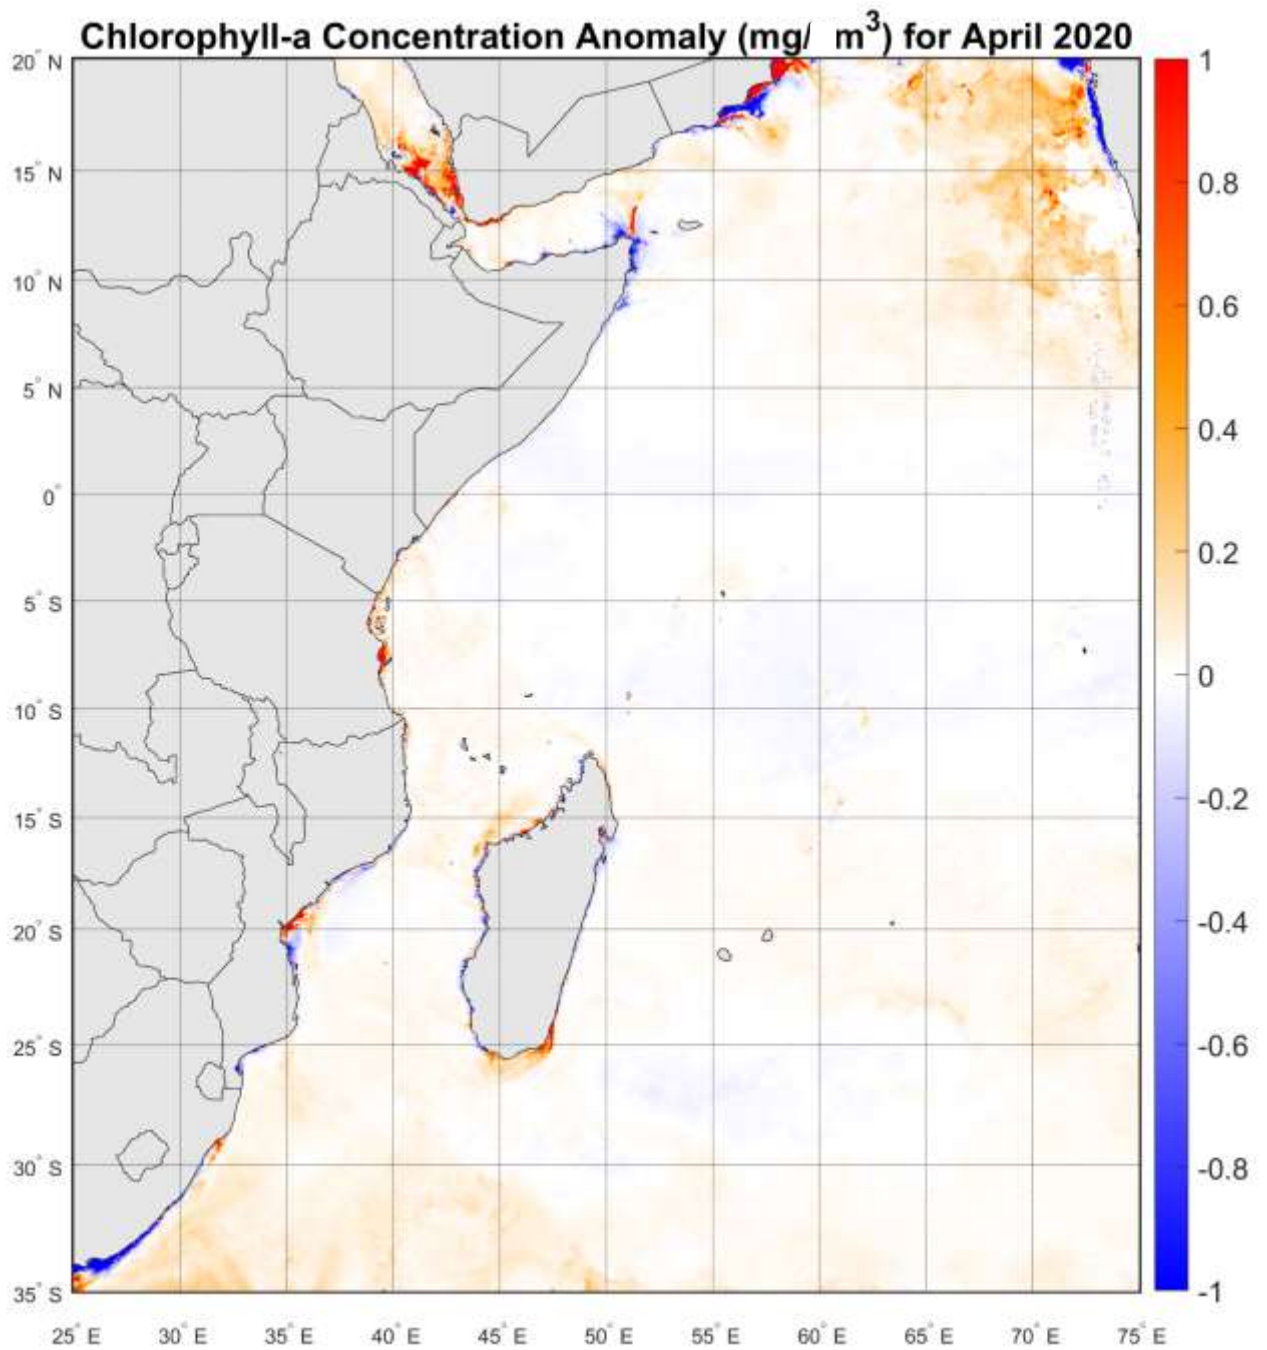 Chlorophyll-a Concentration Anomaly (mg/ m³) for April 2020
20° N
15° N
10° N
5° N
0°
5° S
10° S
15° S
20° S
25° S
30° S
35° S
25° E 30° E 35° E 40° E 45° E 50° E 55° E 60° E 65° E 70° E 75° E
1
0.8
0.6
0.4
0.2
0
-0.2
-0.4
-0.6
-0.8
-1